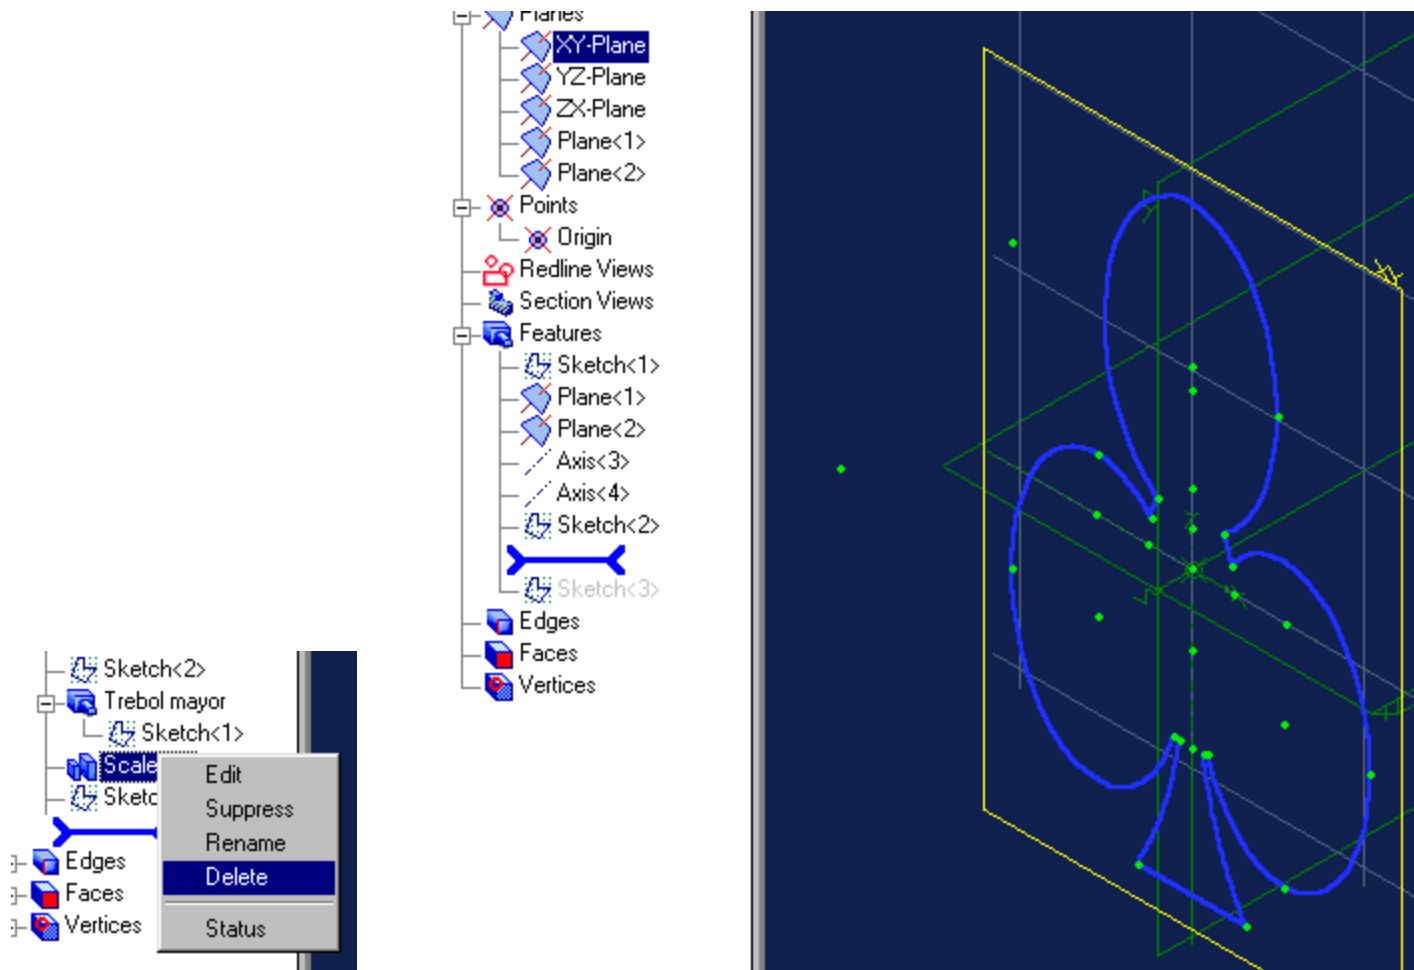 Planes
XY-Plane
YZ-Plane
ZX-Plane
Plane<1>
Plane<2>
Points
Origin
Redline Views
Section Views
Features
Sketch<1>
Plane<1>
Plane<2>
Axis<3>
Axis<4>
Sketch<2>
Sketch<3>
Edges
Faces
Vertices
Sketch<2>
Trebol mayor
Sketch<1>
Scale
Sketc
Edit
Suppress
Rename
Delete
Status
Edges
Faces
Vertices
XY